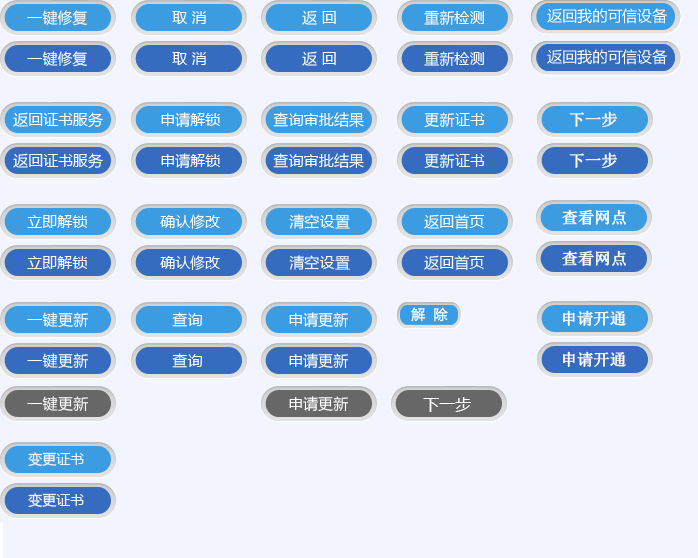 一键修复 取 消 返 回 重新检测 返回我的可信设备
一键修复 取 消 返 回 重新检测 返回我的可信设备
返回证书服务 申请解锁 查询审批结果 更新证书 下一步
返回证书服务 申请解锁 查询审批结果 更新证书 下一步
立即解锁 确认修改 清空设置 返回首页 查看网点
立即解锁 确认修改 清空设置 返回首页 查看网点
一键更新 查询 申请更新 解 除 申请开通
一键更新 查询 申请更新 申请开通
一键更新 申请更新 下一步
变更证书
变更证书